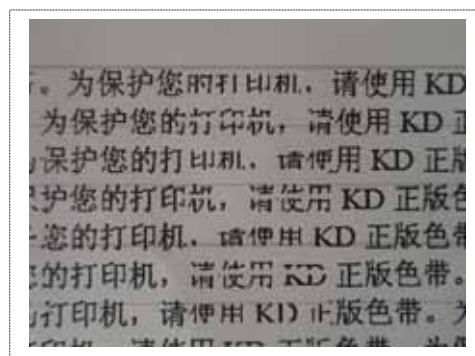 。为保护您的打印机，请使用 KD
为保护您的打印机，请使用 KD 正
保护您的打印机，请使用 KD 正版
护您的打印机，请使用 KD 正版色
您的打印机，请使用 KD 正版色带
的打印机，请使用 KD 正版色带。
打印机，请使用 KD 正版色带。为